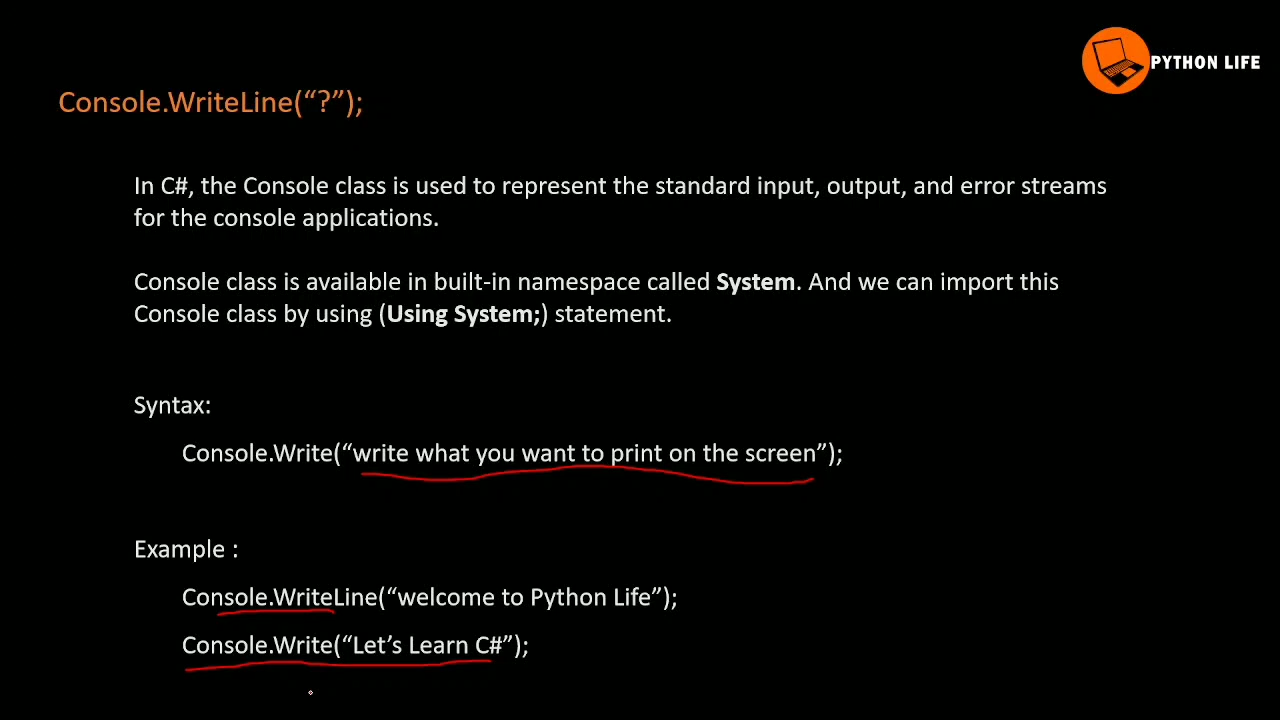 PYTHON LIFE
Console.WriteLine(“?”);
In C#, the Console class is used to represent the standard input, output, and error streams
for the console applications.
Console class is available in built-in namespace called System. And we can import this
Console class by using (Using System;) statement.
Syntax:
Console.Write(“write what you want to print on the screen”);
Example :
Console.WriteLine(“welcome to Python Life”);
Console.Write(“Let’s Learn C#”);